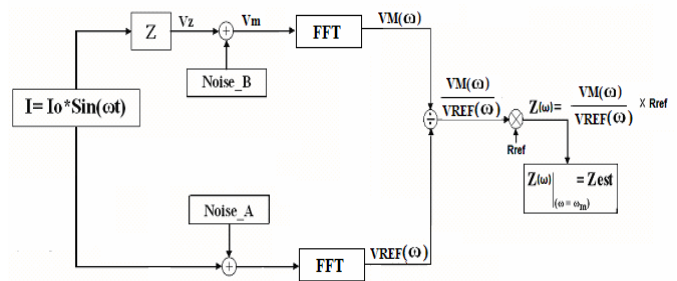 I= Io*Sin(ωt)
Z
Vz
Vm
Noise_B
FFT
VM(ω)
VM(ω)
VREF(ω)
Rref
Z(ω)= VM(ω)
VREF(ω)
X Rref
Z(ω)| = Zest
(ω = ωm)
Noise_A
FFT
VREF(ω)